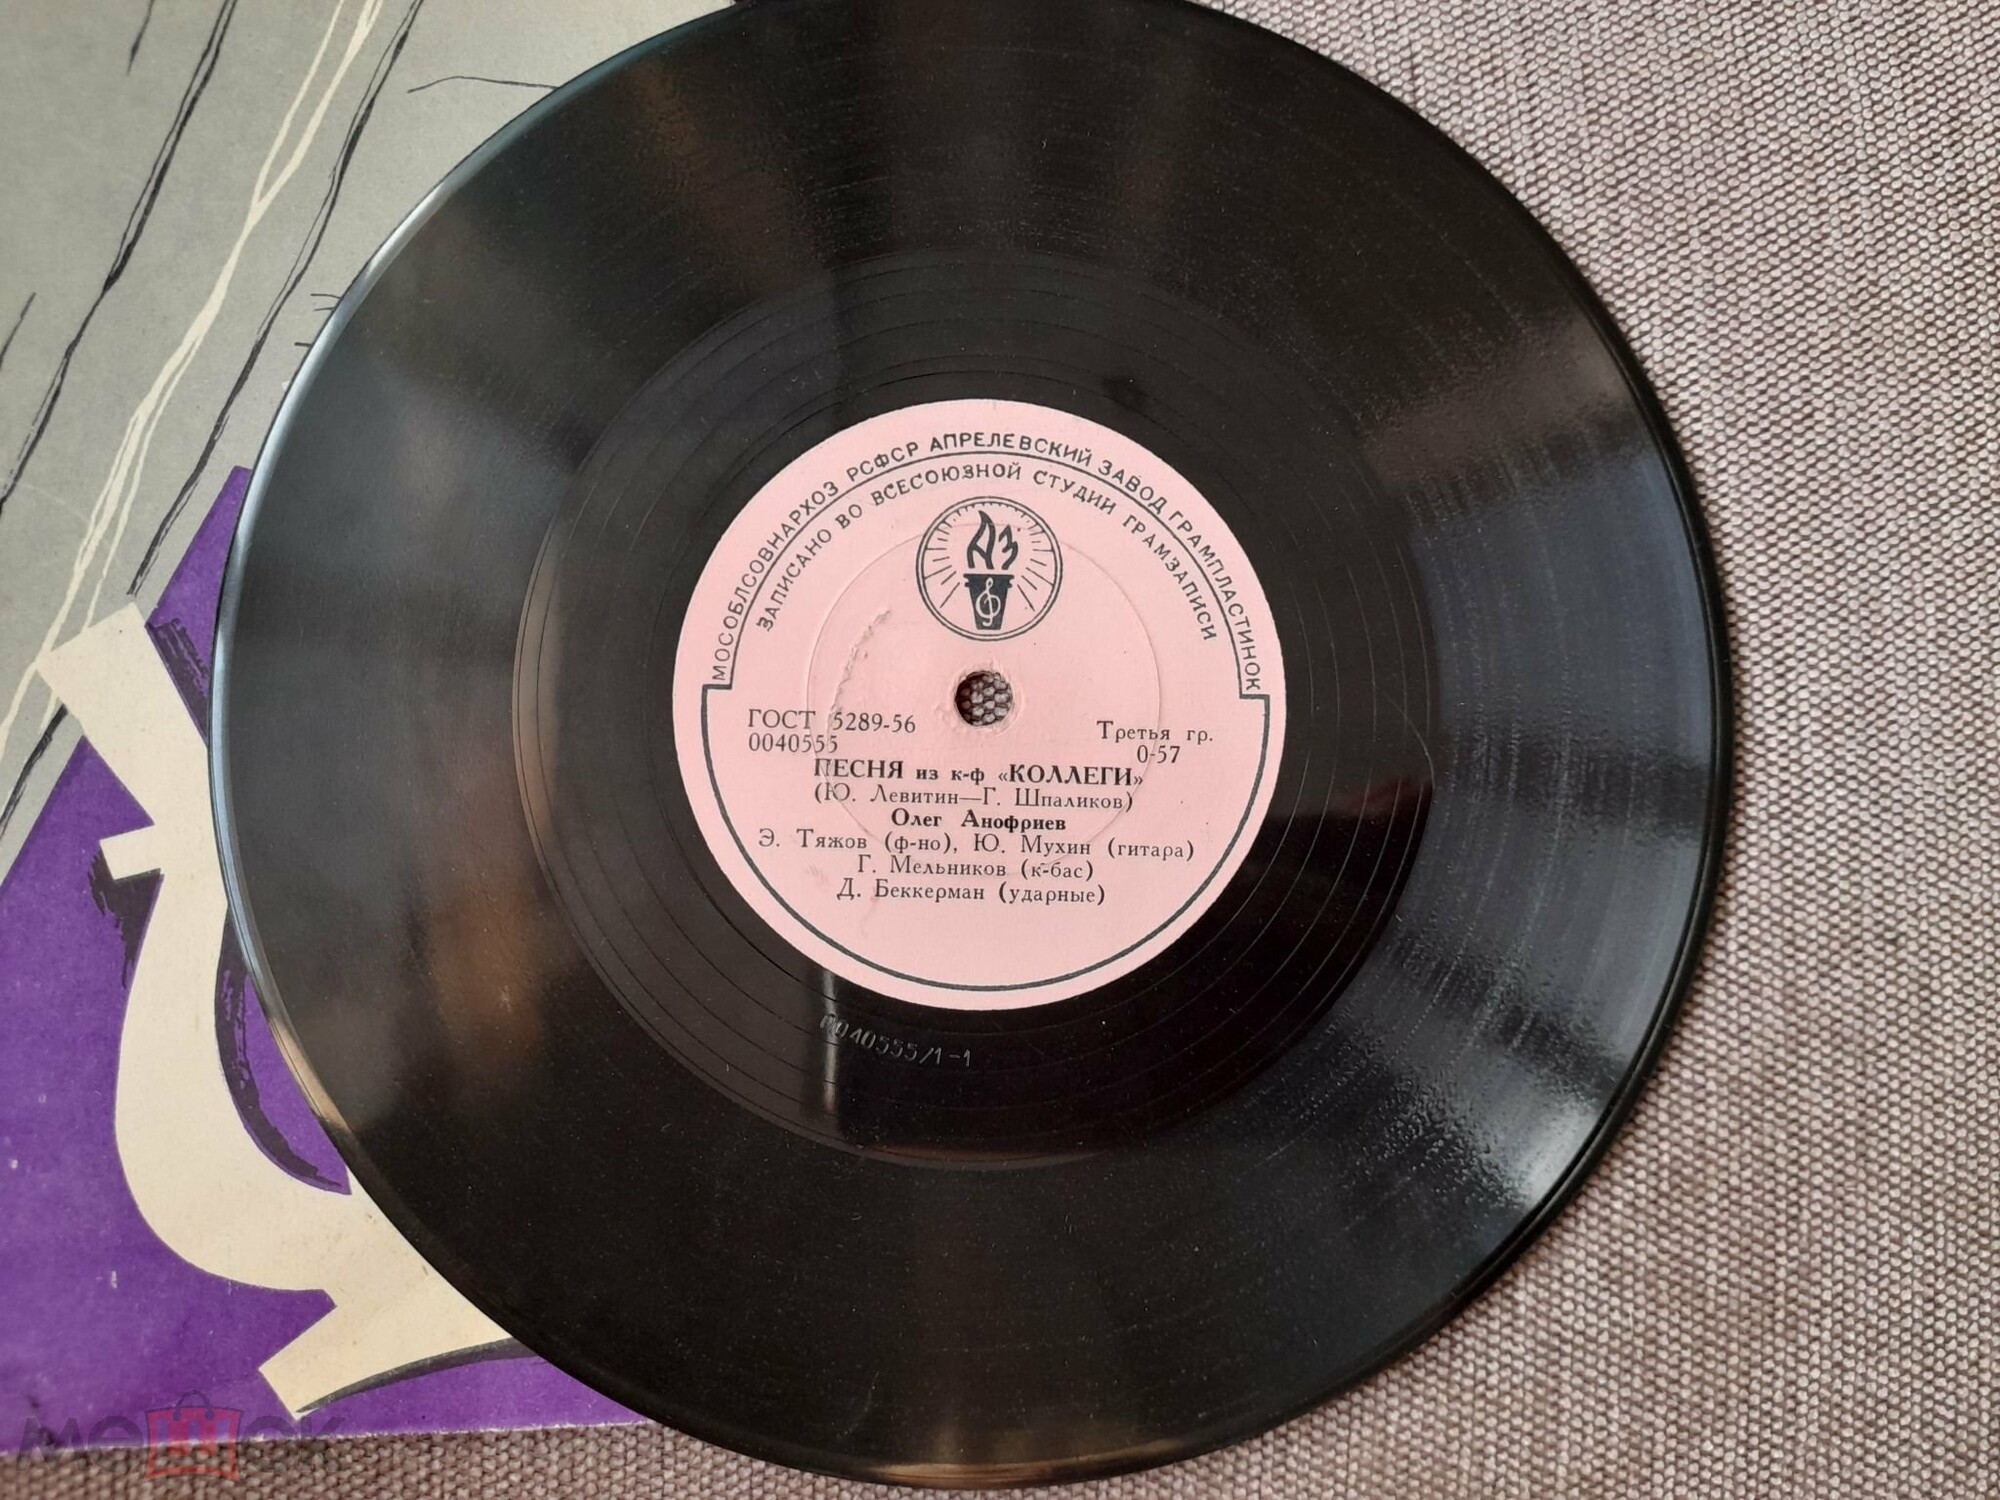 МОСОБЛСОВНАРХОЗ РСФСР АПРЕЛЕВСКИЙ ЗАВОД ГРАМПЛАСТИНОК
ЗАПИСАНО ВО ВСЕСОЮЗНОЙ СТУДИИ ГРАМЗАПИСИ
АЗ
ГОСТ 5289-56
Третья гр.
0040555
0-57
ПЕСНЯ из к-ф «КОЛЛЕГИ»
(Ю. Левитин—Г. Шпаликов)
Олег Анофриев
Э. Тяжов (ф-но), Ю. Мухин (гитара)
Г. Мельников (к-бас)
Д. Беккерман (ударные)
0040555/1-1
мешок